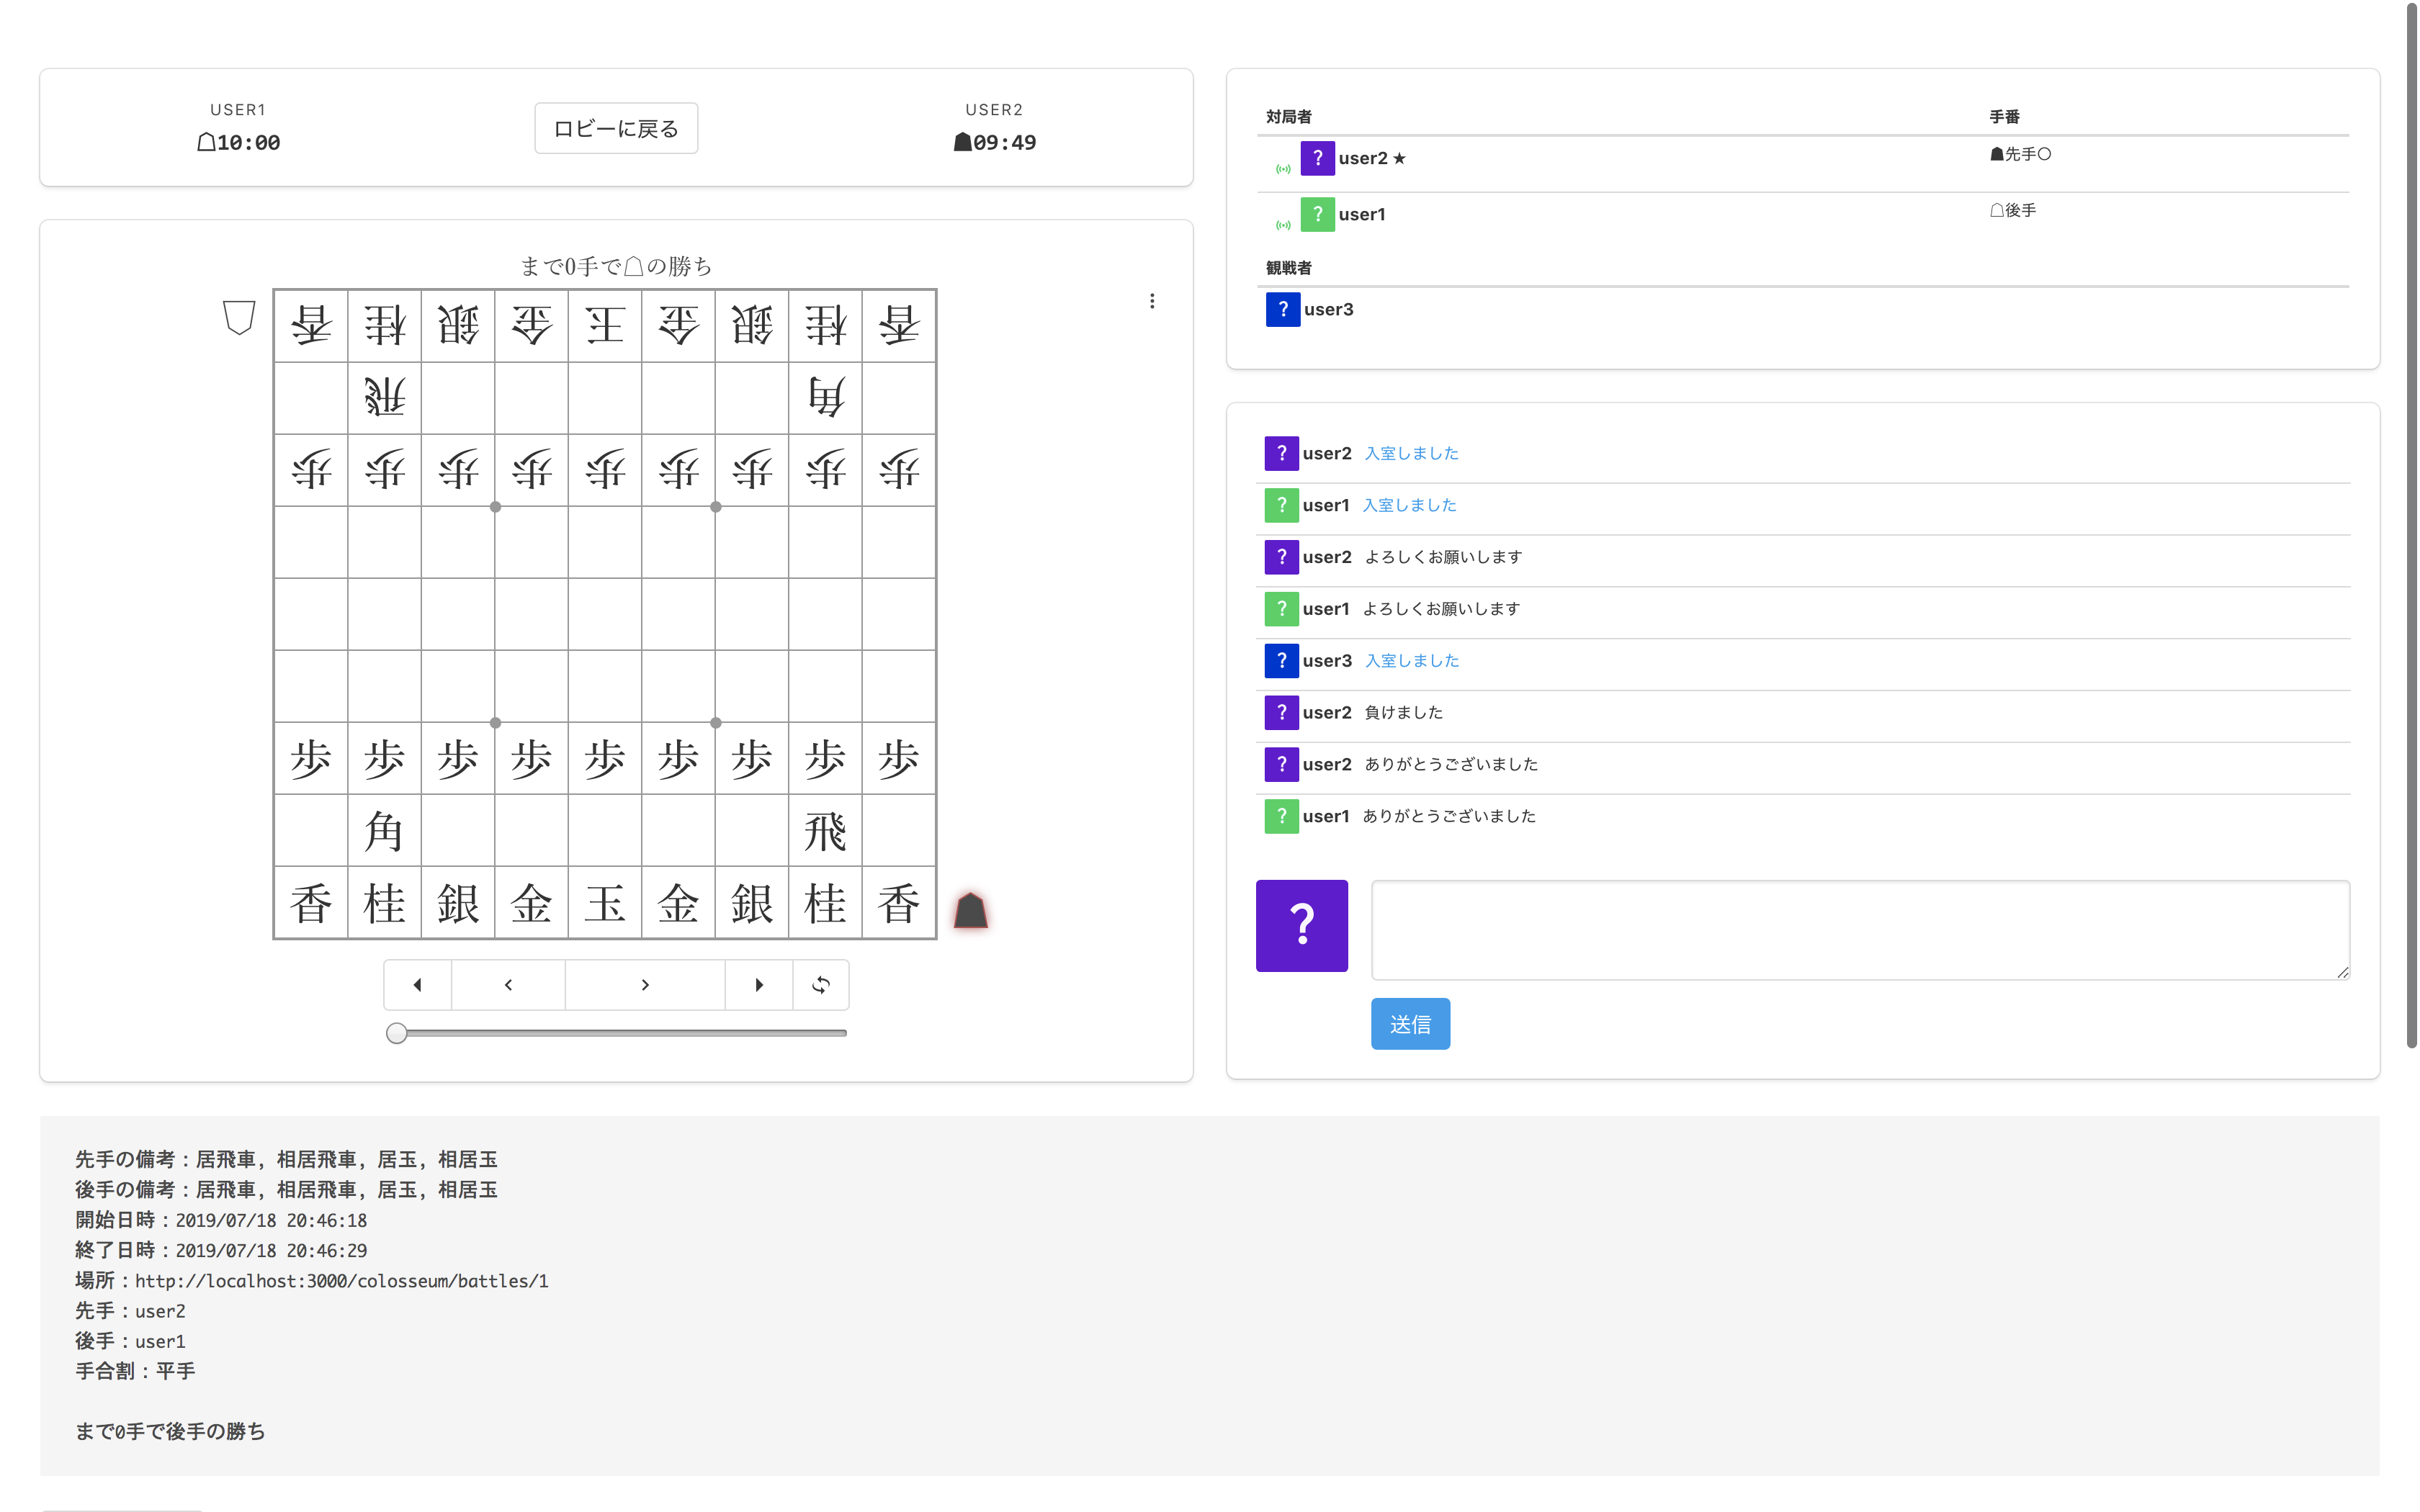 USER1
☖10:00
ロビーに戻る
USER2
☗09:49
まで0手で☖の勝ち
香桂銀金王金銀桂香
飛角
歩歩歩歩歩歩歩歩歩
歩歩歩歩歩歩歩歩歩
角飛
香桂銀金玉金銀桂香
対局者 手番
? user2 ★ ☗先手○
? user1 ☖後手
観戦者
? user3
? user2 入室しました
? user1 入室しました
? user2 よろしくお願いします
? user1 よろしくお願いします
? user3 入室しました
? user2 負けました
? user2 ありがとうございました
? user1 ありがとうございました
?
送信
先手の備考：居飛車, 相居飛車, 居玉, 相居玉
後手の備考：居飛車, 相居飛車, 居玉, 相居玉
開始日時：2019/07/18 20:46:18
終了日時：2019/07/18 20:46:29
場所：http://localhost:3000/colosseum/battles/1
先手：user2
後手：user1
手合割：平手
まで0手で後手の勝ち